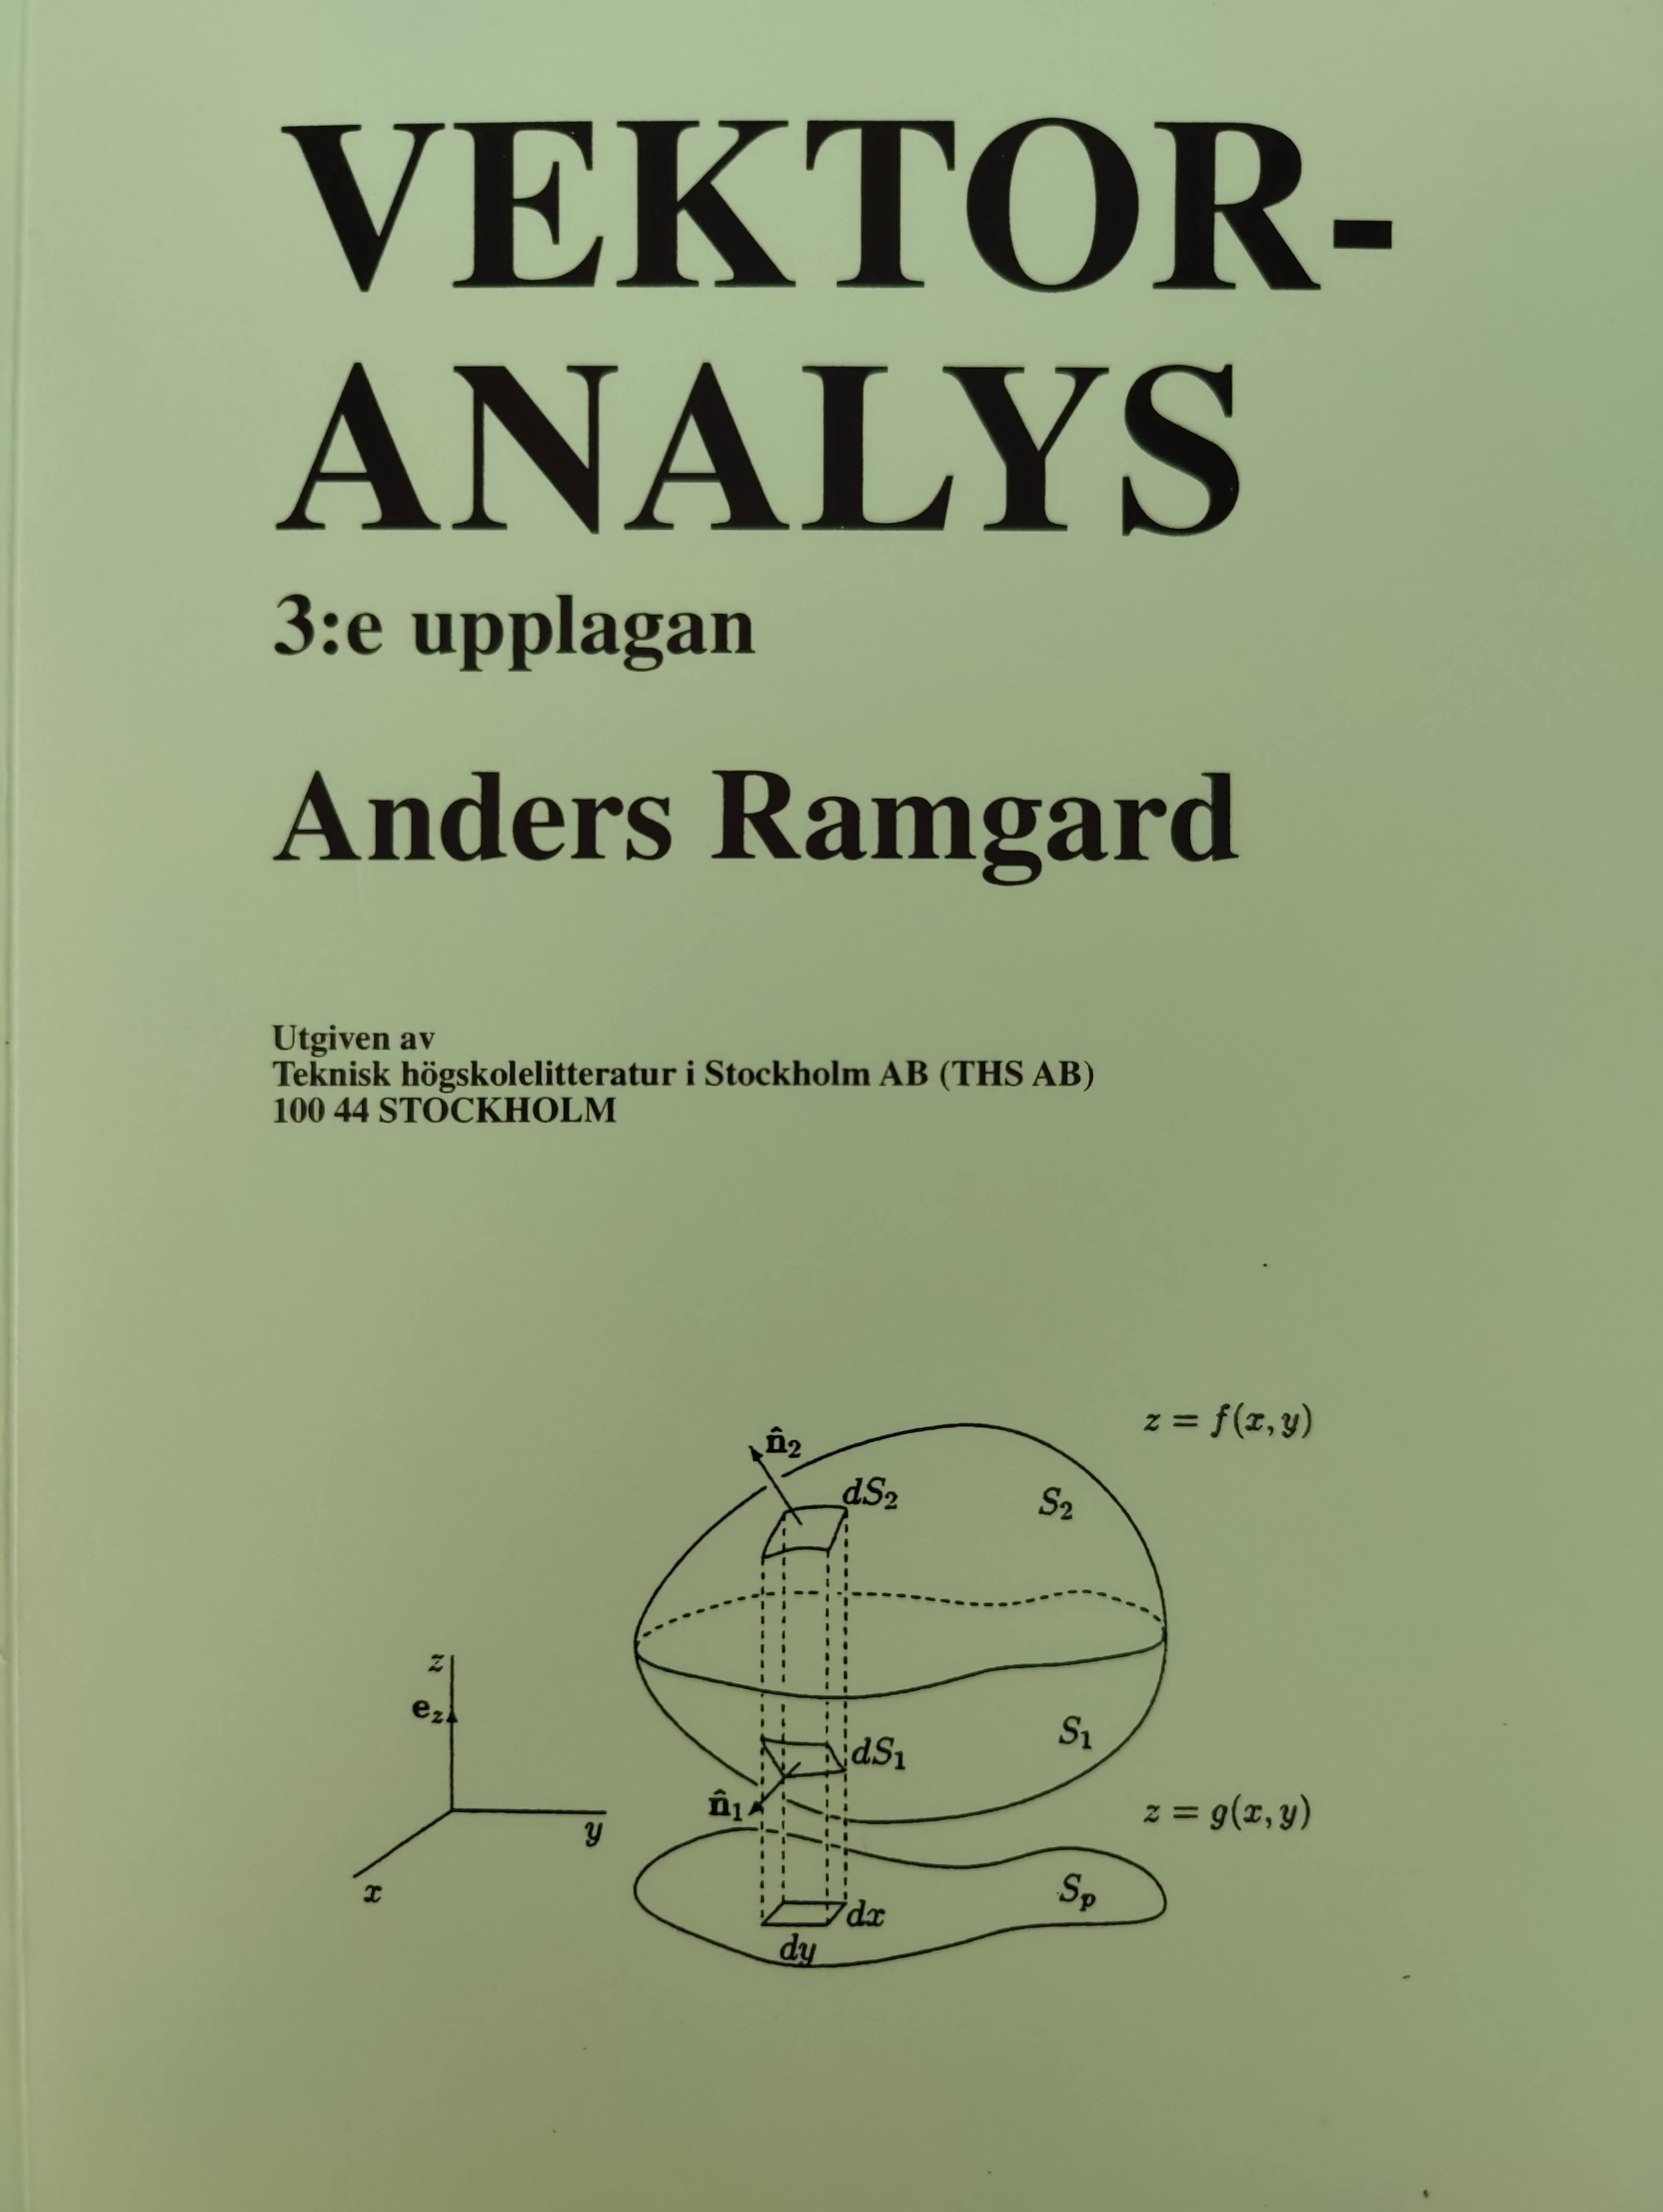 VEKTOR-
ANALYS
3:e upplagan
Anders Ramgard
Utgiven av
Teknisk högskolelitteratur i Stockholm AB (THS AB)
100 44 STOCKHOLM
z = f(x, y)
n̂₂
dS₂
S₂
z
e_z
S₁
dS₁
n̂₁
z = g(x, y)
y
x
S_p
dx
dy